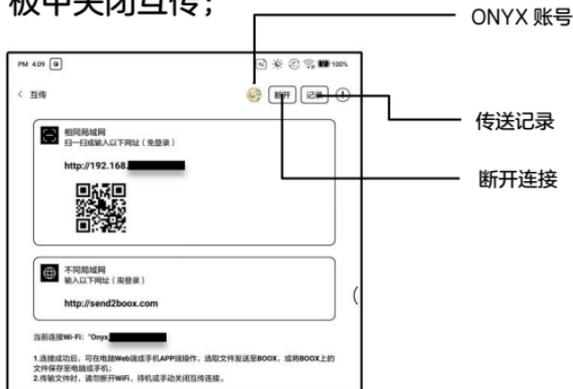 板中关闭互传；
ONYX 账号
PM 4:09
100%
互传
断开
记录
传送记录
断开连接
相同局域网
扫一扫或输入以下网址（免登录）
http://192.168.
不同局域网
输入以下网址（需登录）
http://send2boox.com
当前连接Wi-Fi: "Onyx
1.连接成功后，可在电脑Web端或手机APP端操作，选取文件发送至BOOX，或将BOOX上的
文件保存至电脑或手机；
2.传输文件时，请勿断开WiFi、待机或手动关闭互传连接。